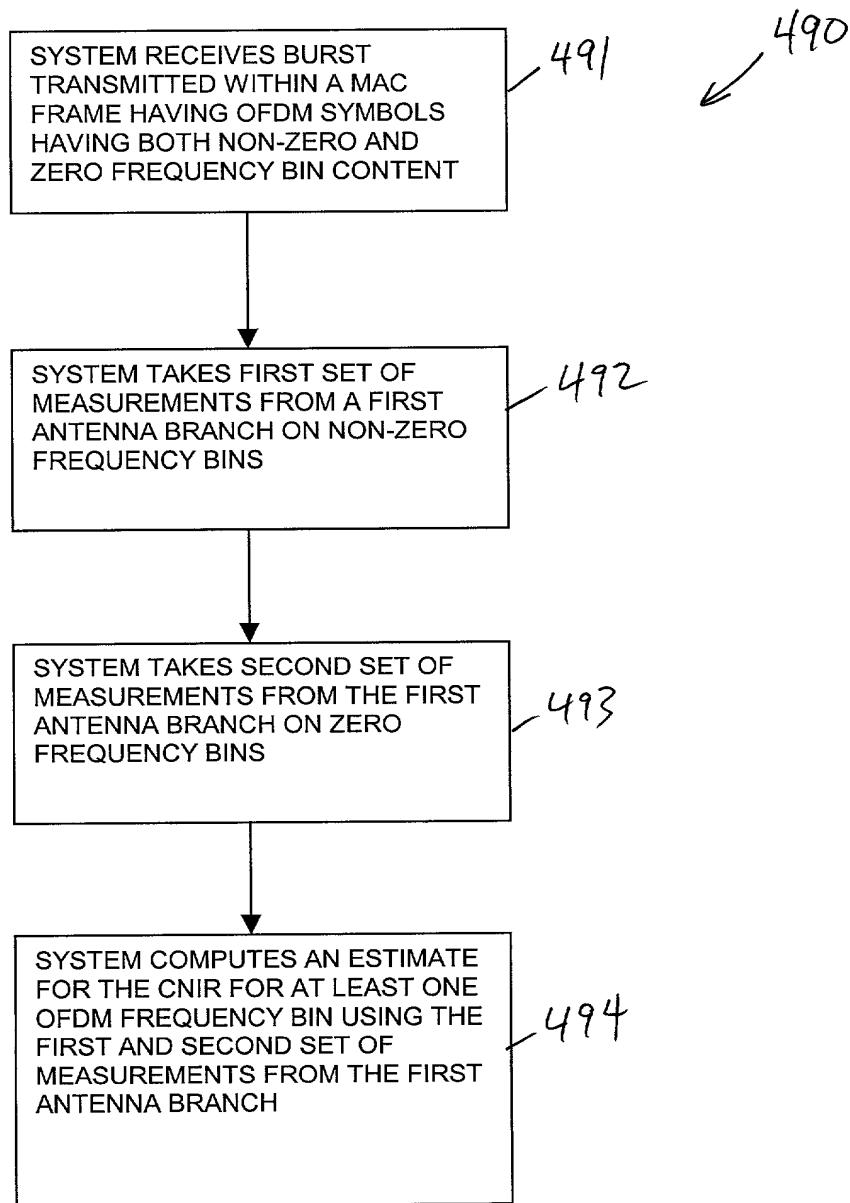 490
SYSTEM RECEIVES BURST
TRANSMITTED WITHIN A MAC
FRAME HAVING OFDM SYMBOLS
HAVING BOTH NON-ZERO AND
ZERO FREQUENCY BIN CONTENT
491
SYSTEM TAKES FIRST SET OF
MEASUREMENTS FROM A FIRST
ANTENNA BRANCH ON NON-ZERO
FREQUENCY BINS
492
SYSTEM TAKES SECOND SET OF
MEASUREMENTS FROM THE FIRST
ANTENNA BRANCH ON ZERO
FREQUENCY BINS
493
SYSTEM COMPUTES AN ESTIMATE
FOR THE CNIR FOR AT LEAST ONE
OFDM FREQUENCY BIN USING THE
FIRST AND SECOND SET OF
MEASUREMENTS FROM THE FIRST
ANTENNA BRANCH
494